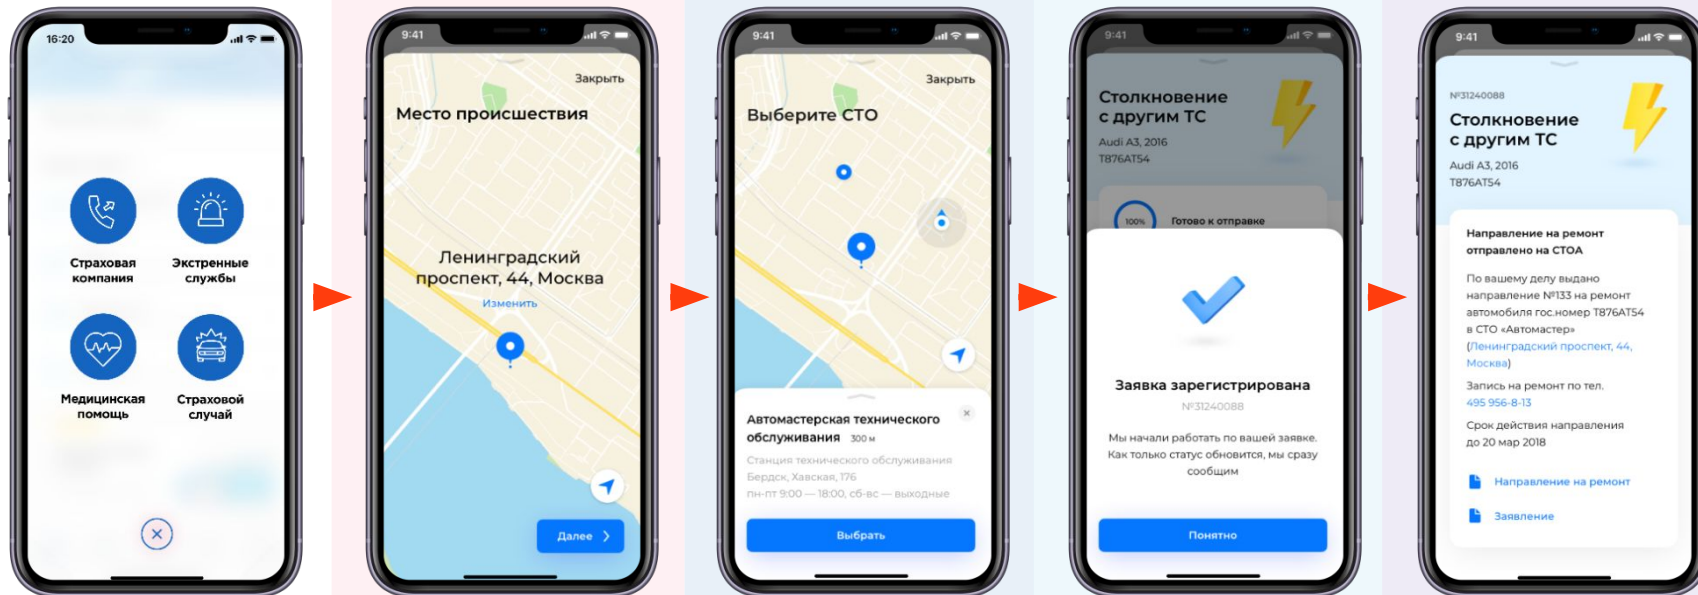 16:20
Страховая
компания
Экстренные
службы
Медицинская
помощь
Страховой
случай
9:41
Закрыть
Место происшествия
Ленинградский
проспект, 44, Москва
Изменить
Далее
9:41
Закрыть
Выберите СТО
Автомастерская технического
обслуживания 300 м
Станция технического обслуживания
Бердск, Хавская, 176
пн-пт 9:00 — 18:00, сб-вс — выходные
Выбрать
9:41
Столкновение
с другим ТС
Audi A3, 2016
T876AT54
100% Готово к отправке
Заявка зарегистрирована
№31240088
Мы начали работать по вашей заявке.
Как только статус обновится, мы сразу
сообщим
Понятно
9:41
№31240088
Столкновение
с другим ТС
Audi A3, 2016
T876AT54
Направление на ремонт
отправлено на СТОА
По вашему делу выдано
направление №133 на ремонт
автомобиля гос.номер T876AT54
в СТО «Автомастер»
(Ленинградский проспект, 44,
Москва)
Запись на ремонт по тел.
495 956-8-13
Срок действия направления
до 20 мар 2018
Направление на ремонт
Заявление